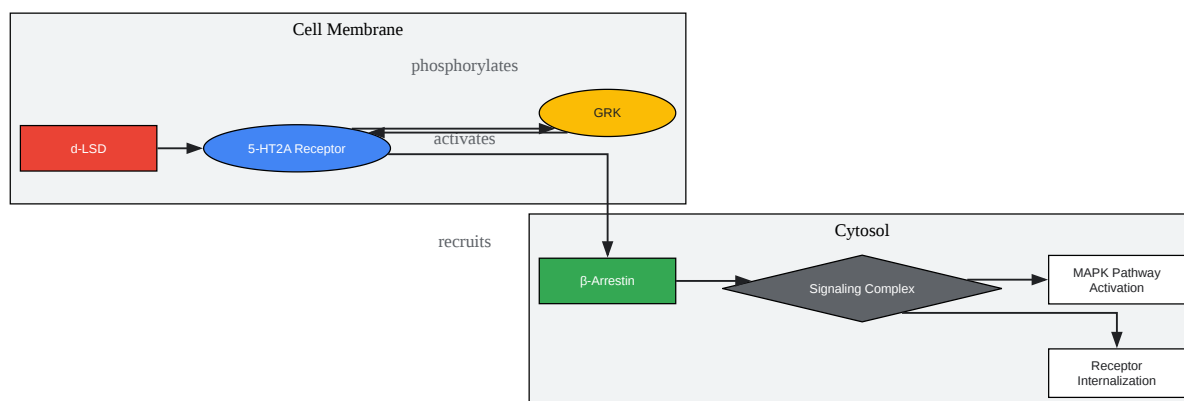 Cell Membrane
phosphorylates
GRK
d-LSD
5-HT2A Receptor
activates
recruits
Cytosol
β-Arrestin
Signaling Complex
MAPK Pathway
Activation
Receptor
Internalization